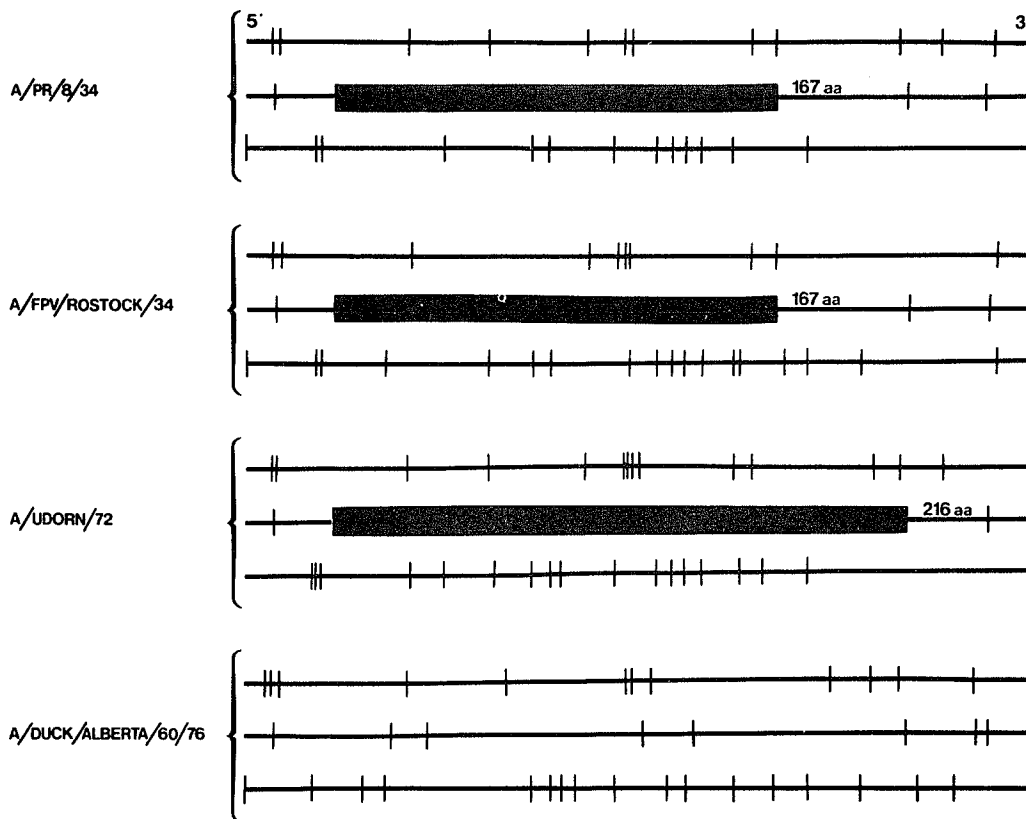 5' 3
A/PR/8/34
167 aa
A/FPV/ROSTOCK/34
167 aa
A/UDORN/72
216 aa
A/DUCK/ALBERTA/60/76